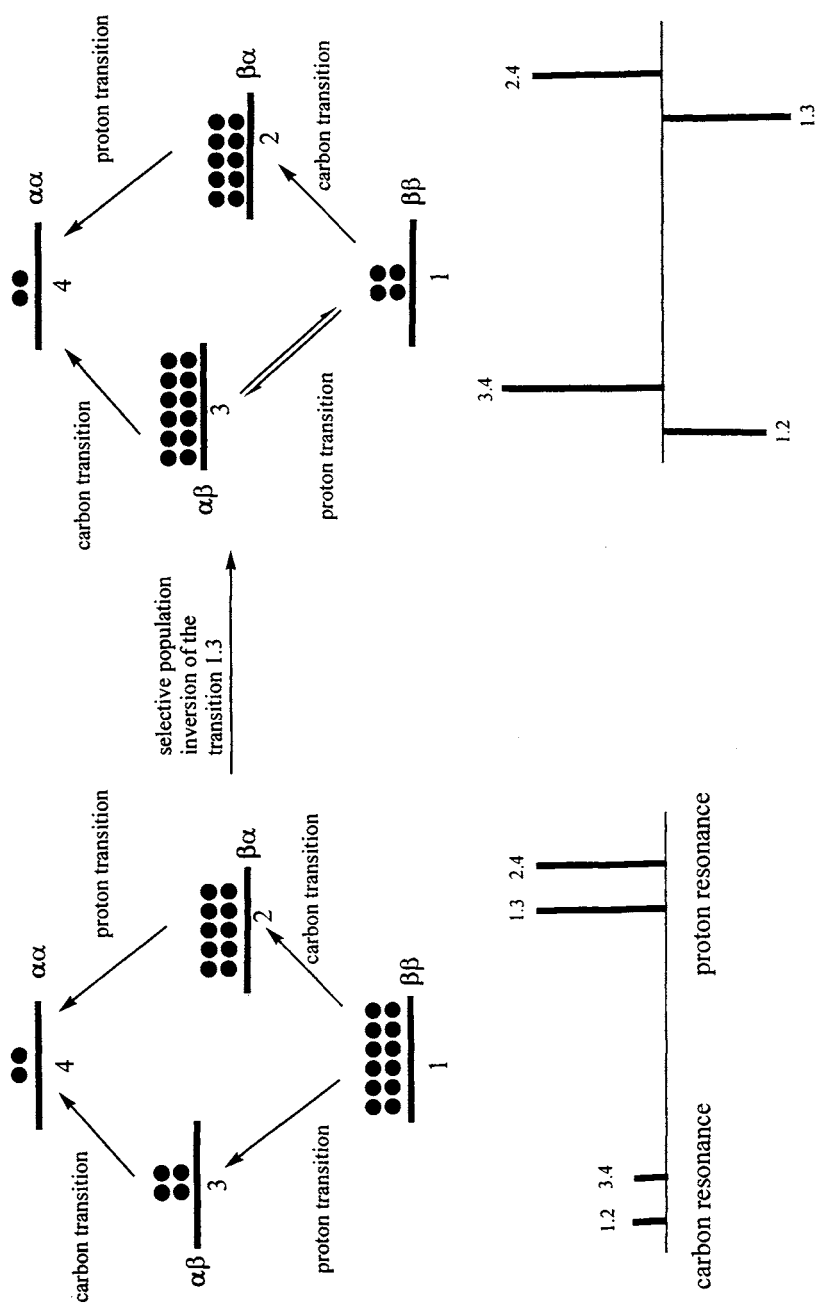 αα
4
proton transition
carbon transition
βα
2
αβ
3
carbon transition
proton transition
ββ
1
selective population
inversion of the
transition 1.3
αα
4
proton transition
carbon transition
βα
2
αβ
3
carbon transition
proton transition
ββ
1
1.2
3.4
1.3
2.4
carbon resonance
proton resonance
3.4
2.4
1.2
1.3